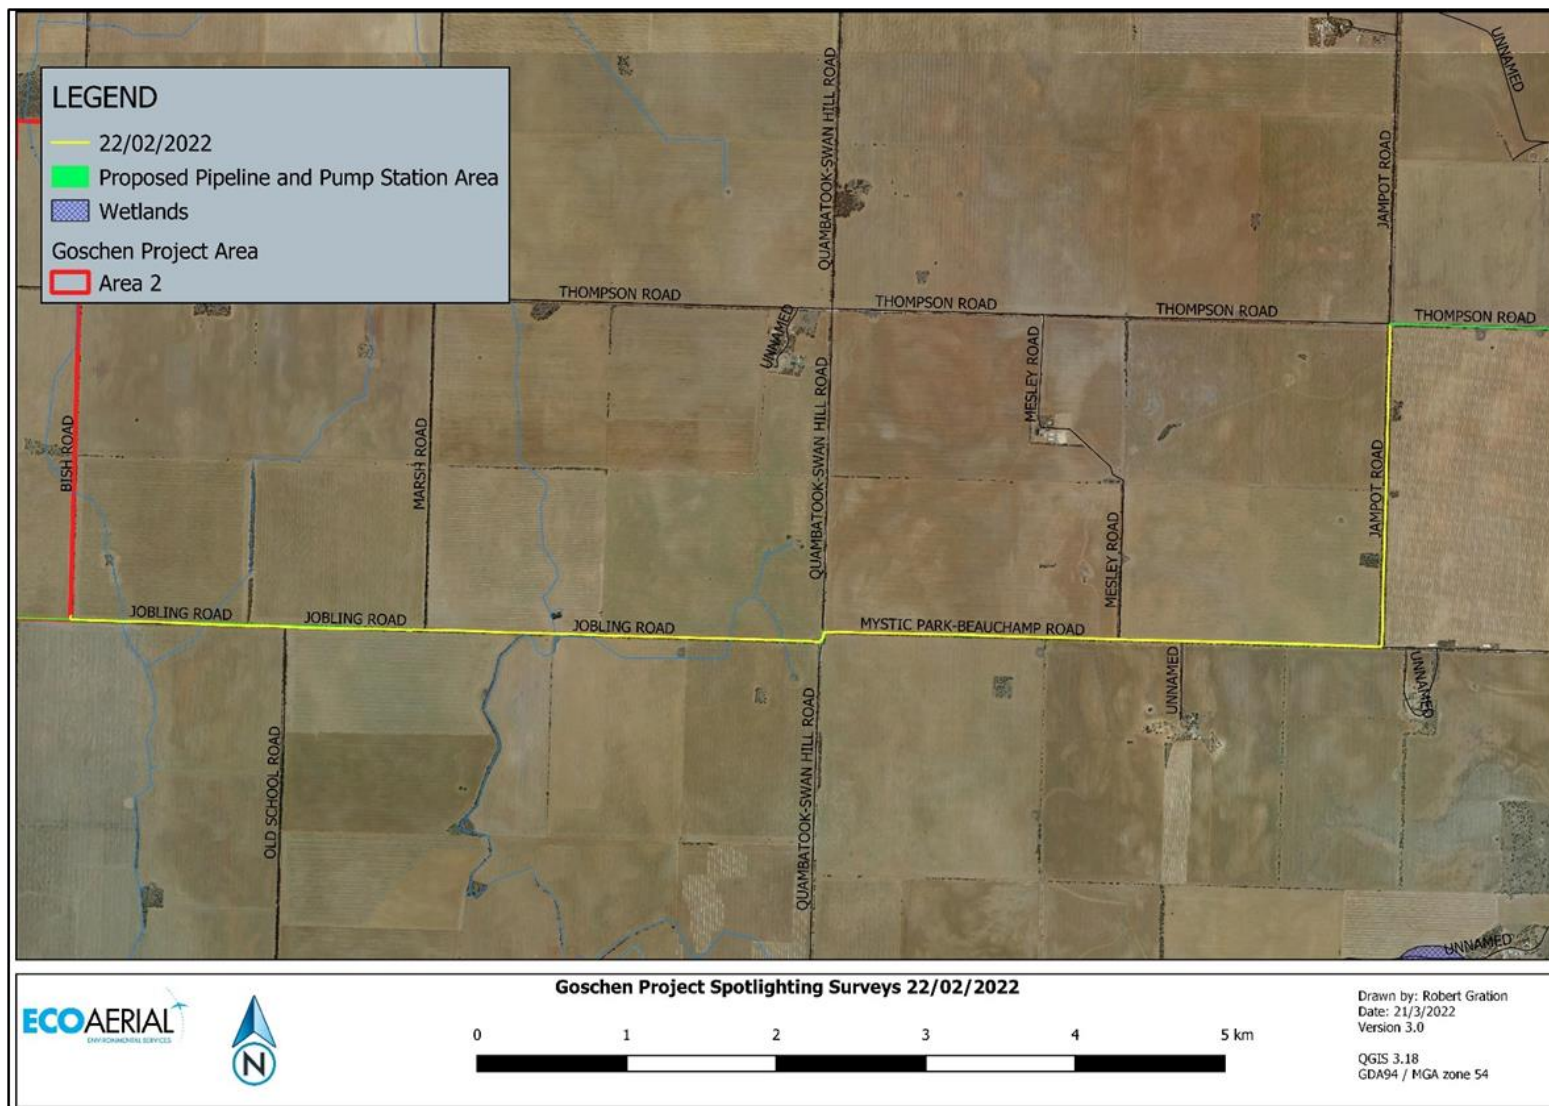 UNNAMED
QUAMBATOOK-SWAN HILL ROAD
JAMPOT ROAD
LEGEND
22/02/2022
Proposed Pipeline and Pump Station Area
Wetlands
Goschen Project Area
Area 2
THOMPSON ROAD
THOMPSON ROAD
THOMPSON ROAD
THOMPSON ROAD
UNNAMED
MESLEY ROAD
BISH ROAD
MARSH ROAD
QUAMBATOOK-SWAN HILL ROAD
JAMPOT ROAD
MESLEY ROAD
JOBLING ROAD
JOBLING ROAD
JOBLING ROAD
MYSTIC PARK-BEAUCHAMP ROAD
UNNAMED
UNNAMED
OLD SCHOOL ROAD
QUAMBATOOK-SWAN HILL ROAD
UNNAMED
ECOAERIAL
ENVIRONMENTAL SERVICES
N
Goschen Project Spotlighting Surveys 22/02/2022
0 1 2 3 4 5 km
Drawn by: Robert Gration
Date: 21/3/2022
Version 3.0
QGIS 3.18
GDA94 / MGA zone 54